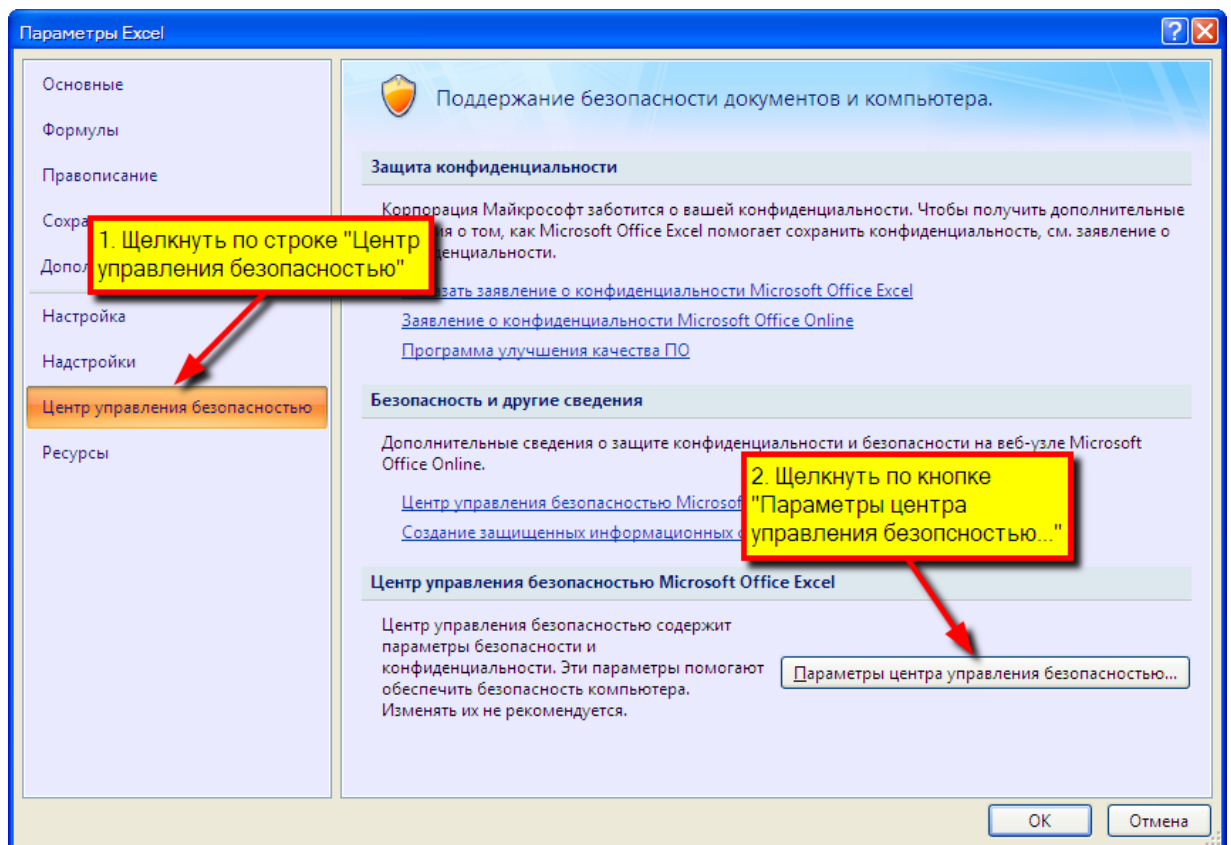 Параметры Excel
Основные
Формулы
Правописание
Сохра
Допол
Настройка
Надстройки
Центр управления безопасностью
Ресурсы
1. Щелкнуть по строке "Центр
управления безопасностью"
Поддержание безопасности документов и компьютера.
Защита конфиденциальности
Корпорация Майкрософт заботится о вашей конфиденциальности. Чтобы получить дополнительные
ия о том, как Microsoft Office Excel помогает сохранить конфиденциальность, см. заявление о
денциальности.
зать заявление о конфиденциальности Microsoft Office Excel
Заявление о конфиденциальности Microsoft Office Online
Программа улучшения качества ПО
Безопасность и другие сведения
Дополнительные сведения о защите конфиденциальности и безопасности на веб-узле Microsoft
Office Online.
Центр управления безопасностью Microsof
Создание защищенных информационных
2. Щелкнуть по кнопке
"Параметры центра
управления безопсностью..."
Центр управления безопасностью Microsoft Office Excel
Центр управления безопасностью содержит
параметры безопасности и
конфиденциальности. Эти параметры помогают
обеспечить безопасность компьютера.
Изменять их не рекомендуется.
Параметры центра управления безопасностью...
ОК
Отмена